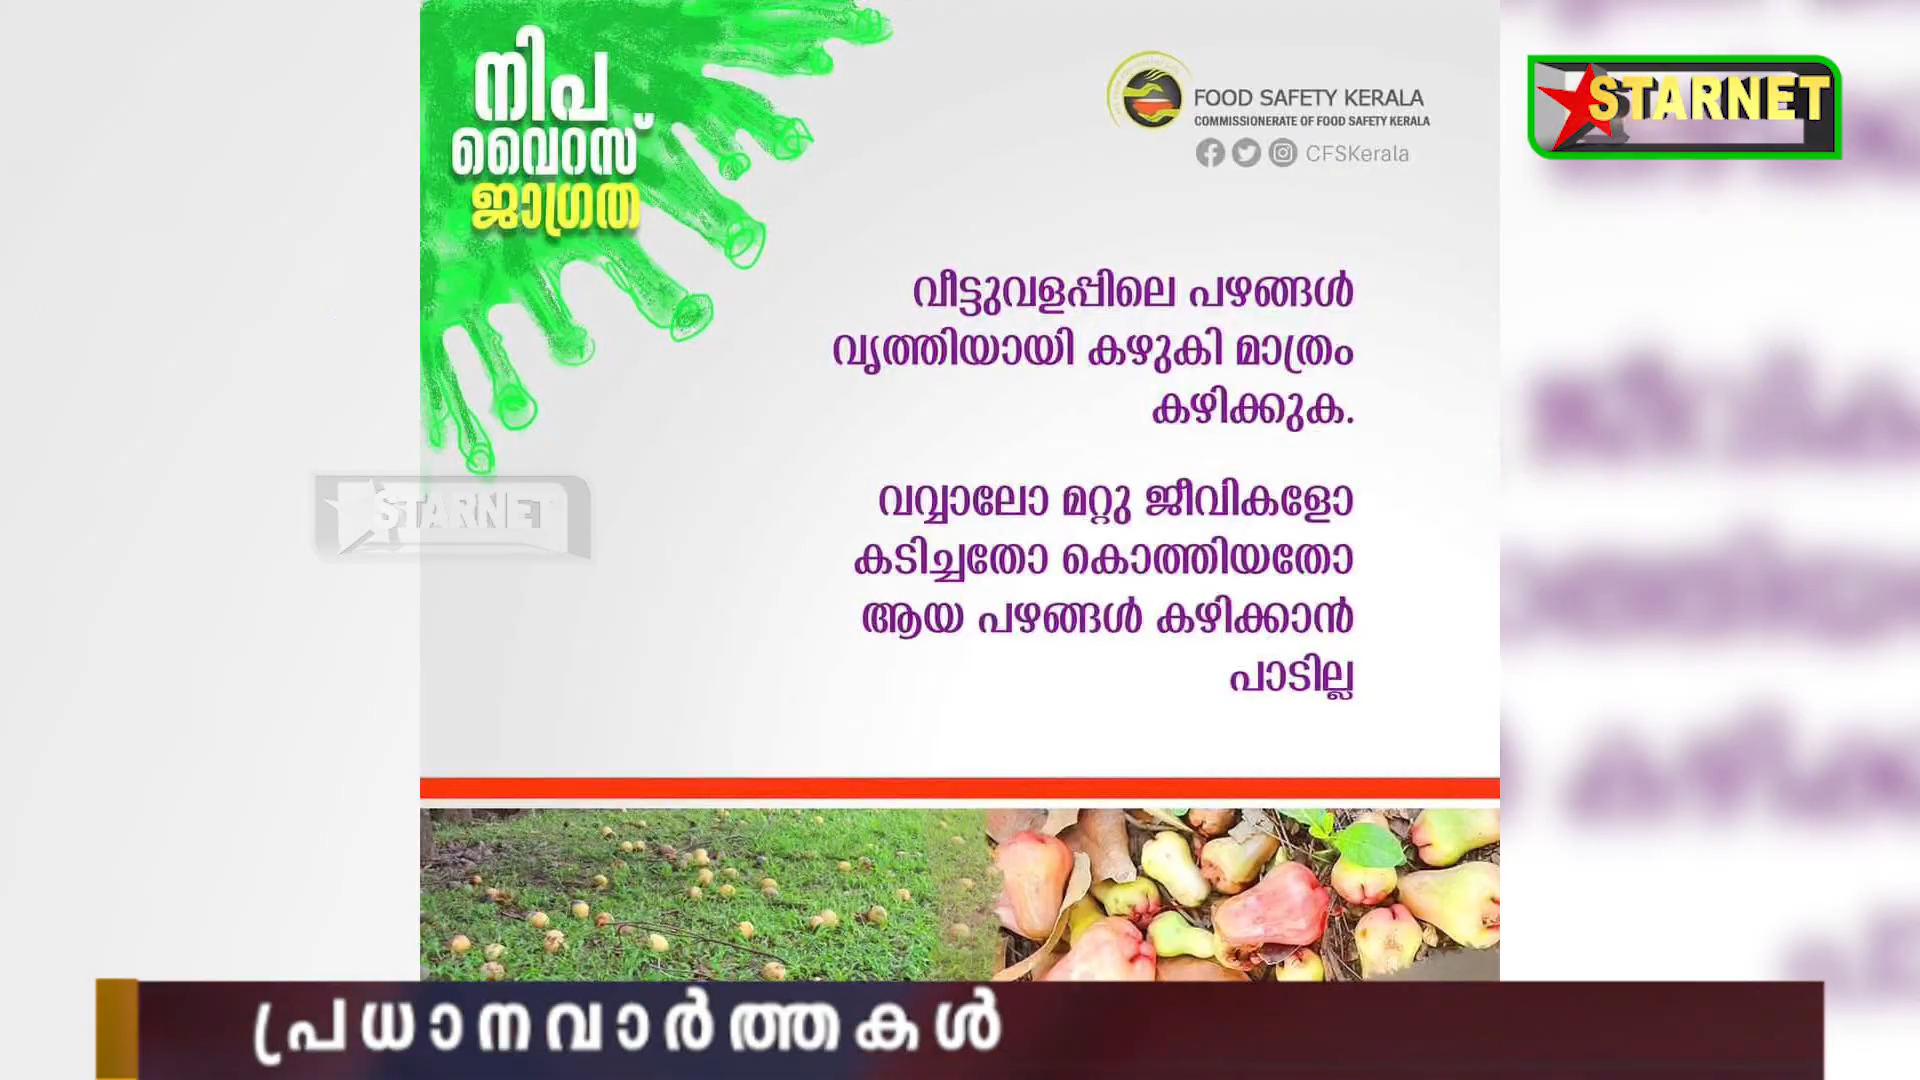 നിപ
വൈറസ്
ജാഗ്രത
FOOD SAFETY KERALA
COMMISSIONERATE OF FOOD SAFETY KERALA
CFSKerala
STARNET
വീട്ടുവളപ്പിലെ പഴങ്ങൾ
വൃത്തിയായി കഴുകി മാത്രം
കഴിക്കുക.
വവ്വാലോ മറ്റു ജീവികളോ
കടിച്ചതോ കൊത്തിയതോ
ആയ പഴങ്ങൾ കഴിക്കാൻ
പാടില്ല
STARNET
പ്രധാനവാർത്തകൾ